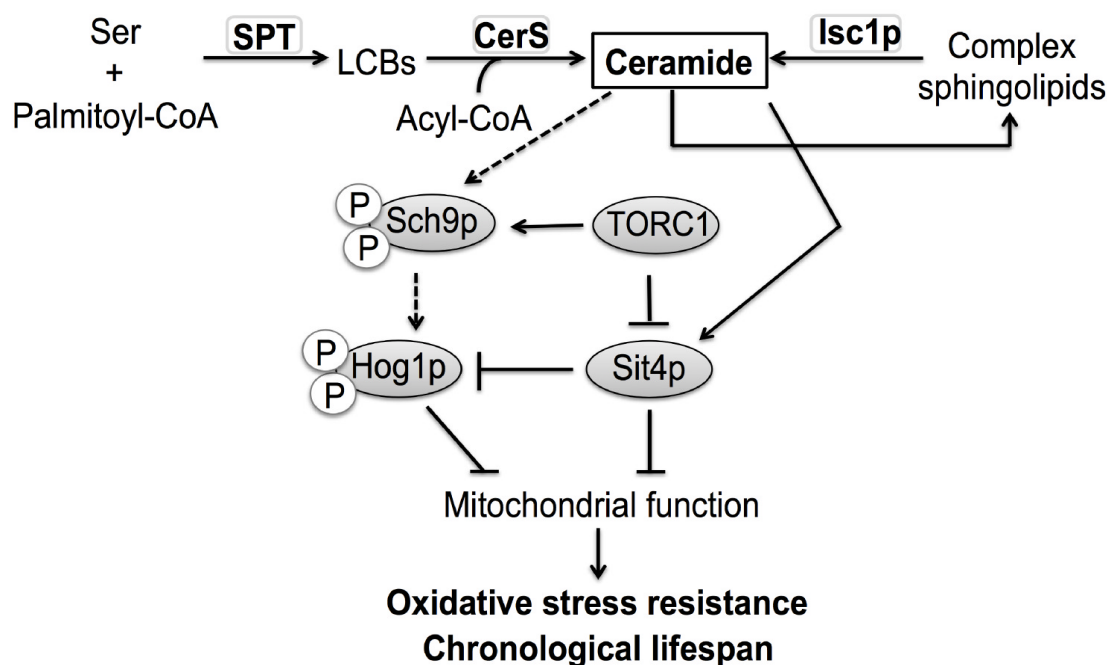 Ser
+
Palmitoyl-CoA
SPT
LCBs
CerS
Acyl-CoA
Ceramide
Isc1p
Complex
sphingolipids
P
P
Sch9p
TORC1
P
P
Hog1p
Sit4p
Mitochondrial function
Oxidative stress resistance
Chronological lifespan